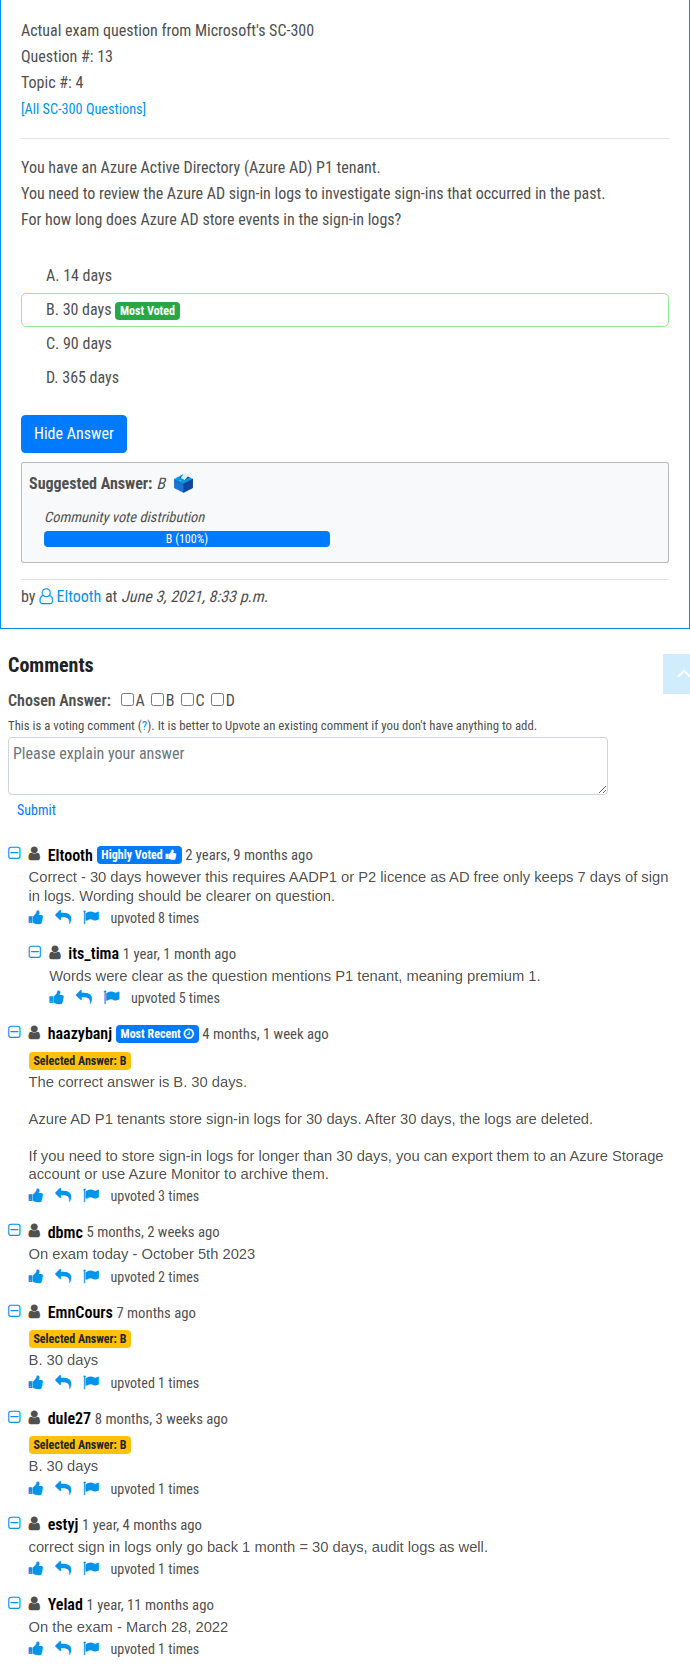 Actual exam question from Microsoft's SC-300
Question #: 13
Topic #: 4
[All SC-300 Questions]
You have an Azure Active Directory (Azure AD) P1 tenant.
You need to review the Azure AD sign-in logs to investigate sign-ins that occurred in the past.
For how long does Azure AD store events in the sign-in logs?
A. 14 days
B. 30 days Most Voted
C. 90 days
D. 365 days
Hide Answer
Suggested Answer: B
Community vote distribution
B (100%)
by Eltooth at June 3, 2021, 8:33 p.m.
Comments
Chosen Answer: A B C D
This is a voting comment (?). It is better to Upvote an existing comment if you don't have anything to add.
Please explain your answer
Submit
Eltooth Highly Voted 2 years, 9 months ago
Correct - 30 days however this requires AADP1 or P2 licence as AD free only keeps 7 days of sign
in logs. Wording should be clearer on question.
upvoted 8 times
its_tima 1 year, 1 month ago
Words were clear as the question mentions P1 tenant, meaning premium 1.
upvoted 5 times
haazybanj Most Recent 4 months, 1 week ago
Selected Answer: B
The correct answer is B. 30 days.
Azure AD P1 tenants store sign-in logs for 30 days. After 30 days, the logs are deleted.
If you need to store sign-in logs for longer than 30 days, you can export them to an Azure Storage
account or use Azure Monitor to archive them.
upvoted 3 times
dbmc 5 months, 2 weeks ago
On exam today - October 5th 2023
upvoted 2 times
EmnCours 7 months ago
Selected Answer: B
B. 30 days
upvoted 1 times
dule27 8 months, 3 weeks ago
Selected Answer: B
B. 30 days
upvoted 1 times
estyj 1 year, 4 months ago
correct sign in logs only go back 1 month = 30 days, audit logs as well.
upvoted 1 times
Yelad 1 year, 11 months ago
On the exam - March 28, 2022
upvoted 1 times